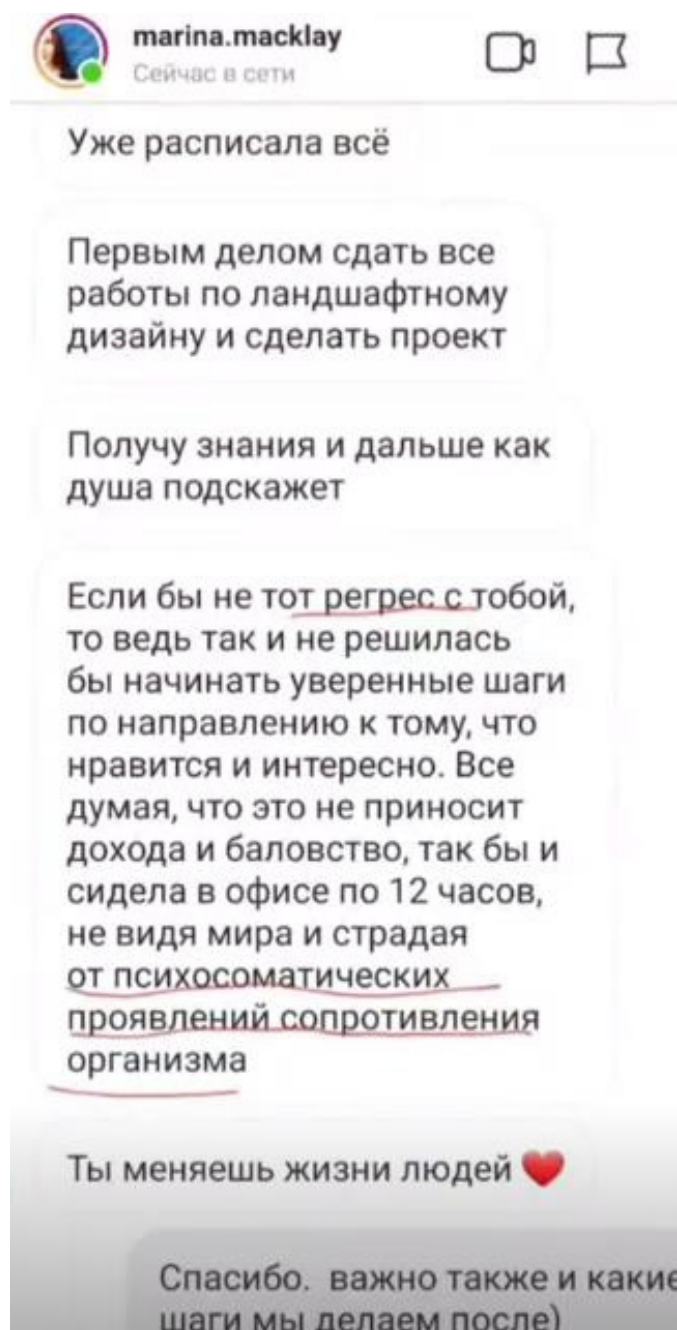 marina.macklay
Сейчас в сети
Уже расписала всё
Первым делом сдать все
работы по ландшафтному
дизайну и сделать проект
Получу знания и дальше как
душа подскажет
Если бы не тот регрес с тобой,
то ведь так и не решилась
бы начинать уверенные шаги
по направлению к тому, что
нравится и интересно. Все
думая, что это не приносит
дохода и баловство, так бы и
сидела в офисе по 12 часов,
не видя мира и страдая
от психосоматических
проявлений сопротивления
организма
Ты меняешь жизни людей ❤️
Спасибо. важно также и какие
шаги мы делаем после)